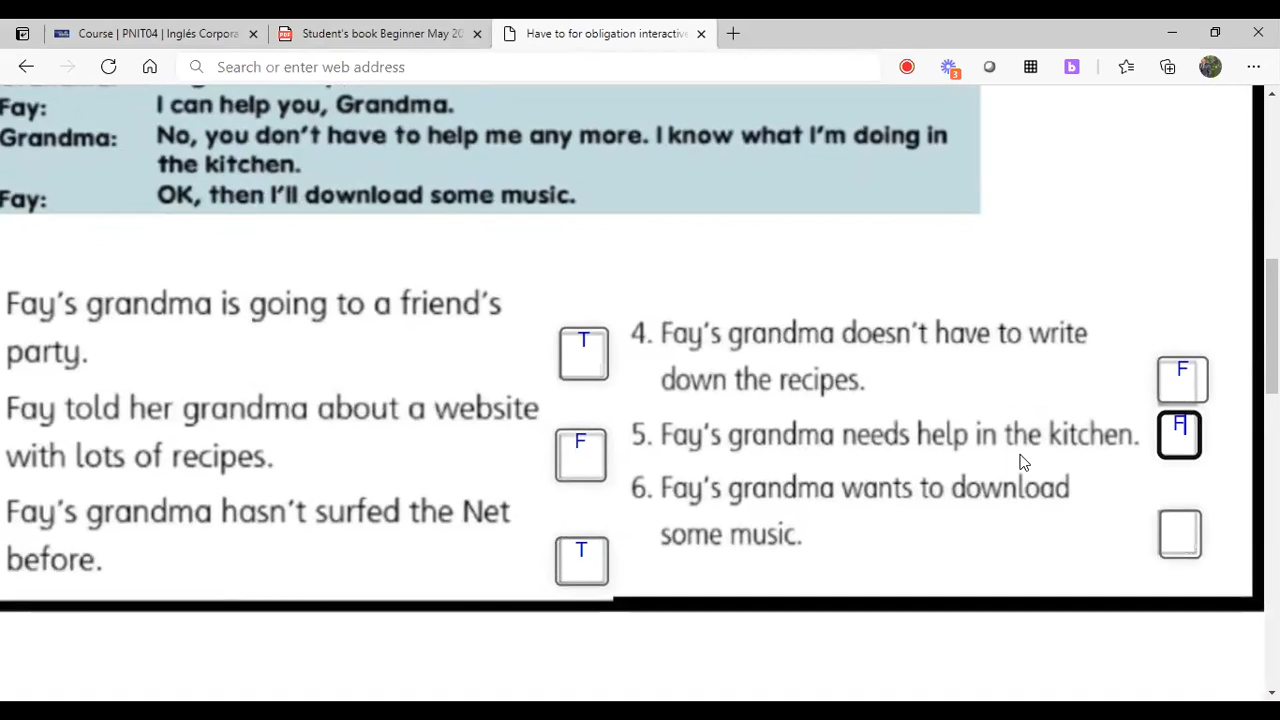 Course | PNIT04 | Inglés Corpora
Student's book Beginner May 20
Have to for obligation interactive
Search or enter web address
3
b
Fay: I can help you, Grandma.
Grandma: No, you don't have to help me any more. I know what I'm doing in
the kitchen.
Fay: OK, then I'll download some music.
Fay's grandma is going to a friend's
party. T
Fay told her grandma about a website
with lots of recipes. F
Fay's grandma hasn't surfed the Net
before. T
4. Fay's grandma doesn't have to write
down the recipes. F
5. Fay's grandma needs help in the kitchen. F
6. Fay's grandma wants to download
some music.